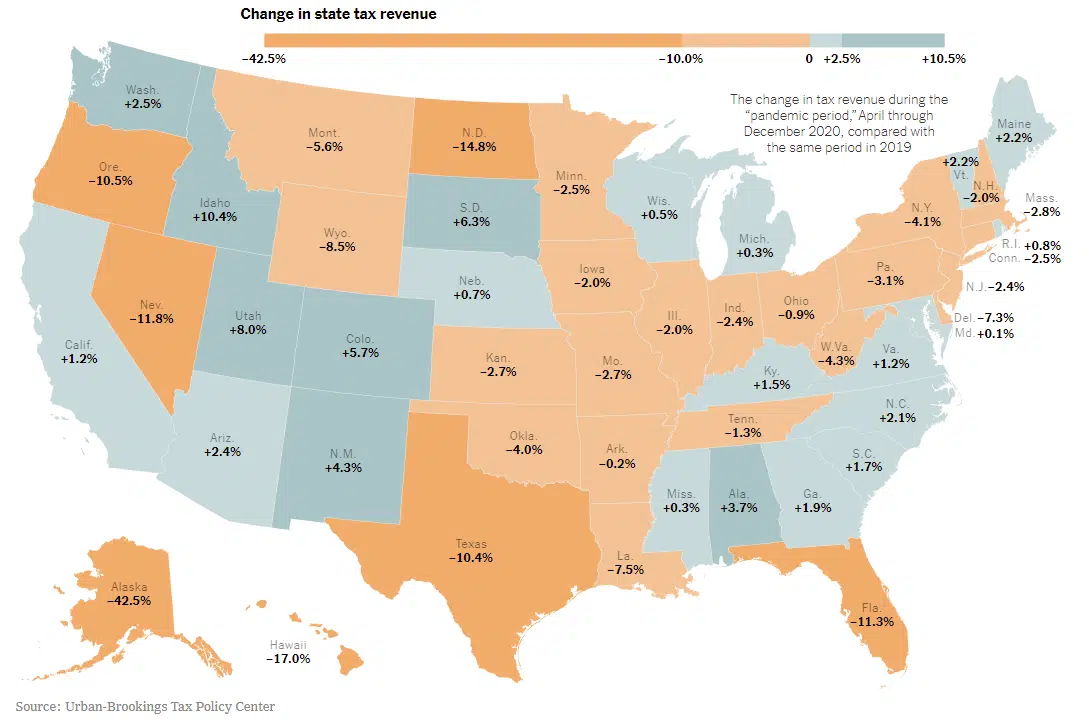 Change in state tax revenue
−42.5%
−10.0%
0
+2.5%
+10.5%
The change in tax revenue during the
“pandemic period,” April through
December 2020, compared with
the same period in 2019
Wash.
+2.5%
Ore.
−10.5%
Idaho
+10.4%
Mont.
−5.6%
N.D.
−14.8%
Minn.
−2.5%
S.D.
+6.3%
Wyo.
−8.5%
Wis.
+0.5%
Mich.
+0.3%
Maine
+2.2%
+2.2%
Vt.
N.H.
−2.0%
Mass.
−2.8%
N.Y.
−4.1%
R.I. +0.8%
Conn. −2.5%
N.J. −2.4%
Pa.
−3.1%
Del. −7.3%
Md. +0.1%
Nev.
−11.8%
Utah
+8.0%
Colo.
+5.7%
Neb.
+0.7%
Iowa
−2.0%
Ill.
−2.0%
Ind.
−2.4%
Ohio
−0.9%
W.Va.
−4.3%
Va.
+1.2%
Calif.
+1.2%
Kan.
−2.7%
Mo.
−2.7%
Ky.
+1.5%
N.C.
+2.1%
Tenn.
−1.3%
Ariz.
+2.4%
N.M.
+4.3%
Okla.
−4.0%
Ark.
−0.2%
S.C.
+1.7%
Miss.
+0.3%
Ala.
+3.7%
Ga.
+1.9%
Texas
−10.4%
La.
−7.5%
Fla.
−11.3%
Alaska
−42.5%
Hawaii
−17.0%
Source: Urban-Brookings Tax Policy Center